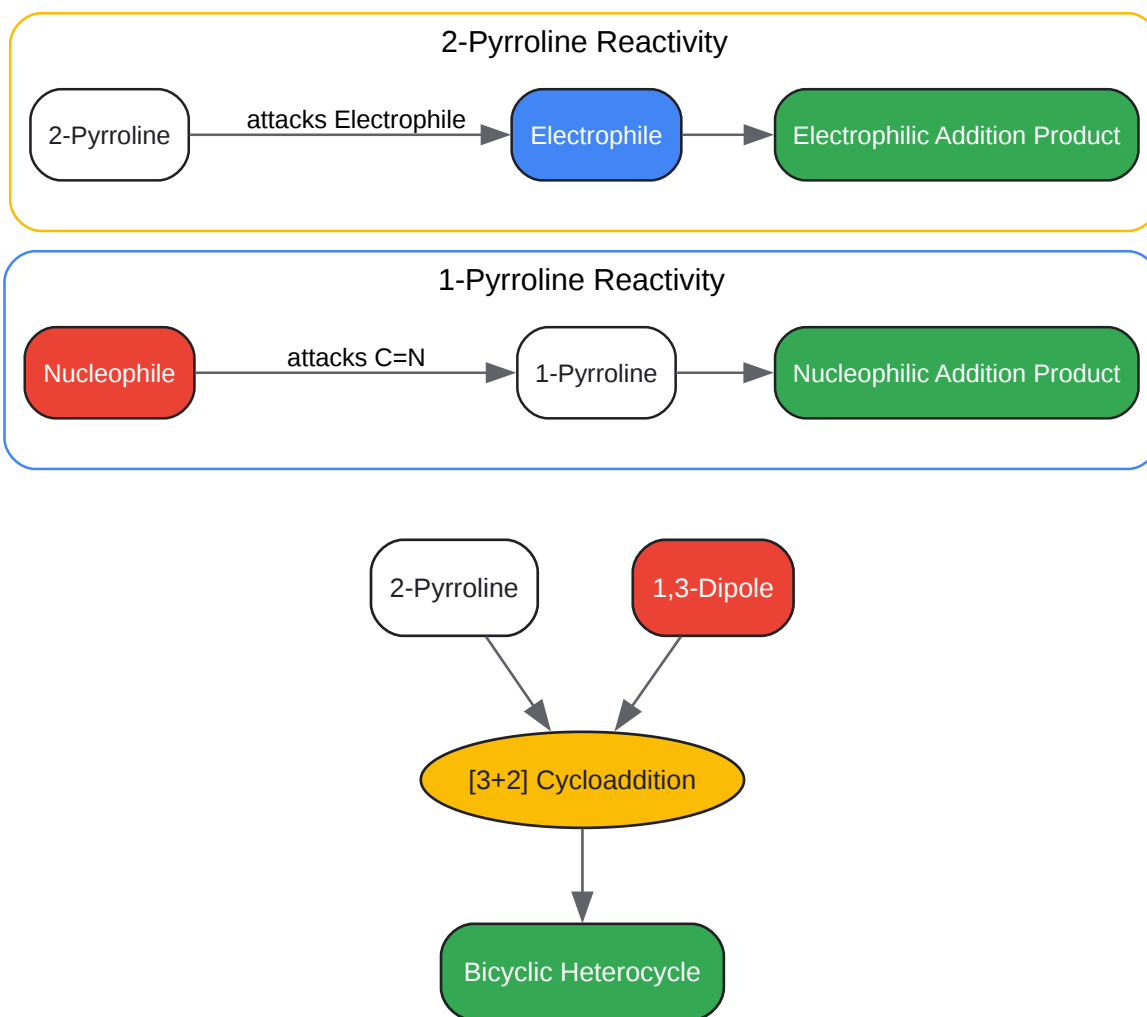 2-Pyrroline Reactivity
2-Pyrroline
attacks Electrophile
Electrophile
Electrophilic Addition Product
1-Pyrroline Reactivity
Nucleophile
attacks C=N
1-Pyrroline
Nucleophilic Addition Product
2-Pyrroline
1,3-Dipole
[3+2] Cycloaddition
Bicyclic Heterocycle